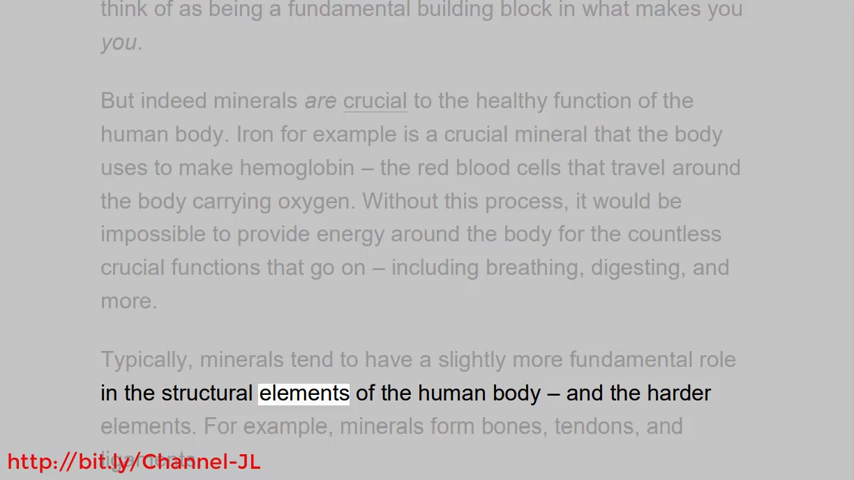 think of as being a fundamental building block in what makes you
you.
But indeed minerals are crucial to the healthy function of the
human body. Iron for example is a crucial mineral that the body
uses to make hemoglobin – the red blood cells that travel around
the body carrying oxygen. Without this process, it would be
impossible to provide energy around the body for the countless
crucial functions that go on – including breathing, digesting, and
more.
Typically, minerals tend to have a slightly more fundamental role
in the structural elements of the human body – and the harder
elements. For example, minerals form bones, tendons, and
ligaments.
http://bit.ly/Channel-JL